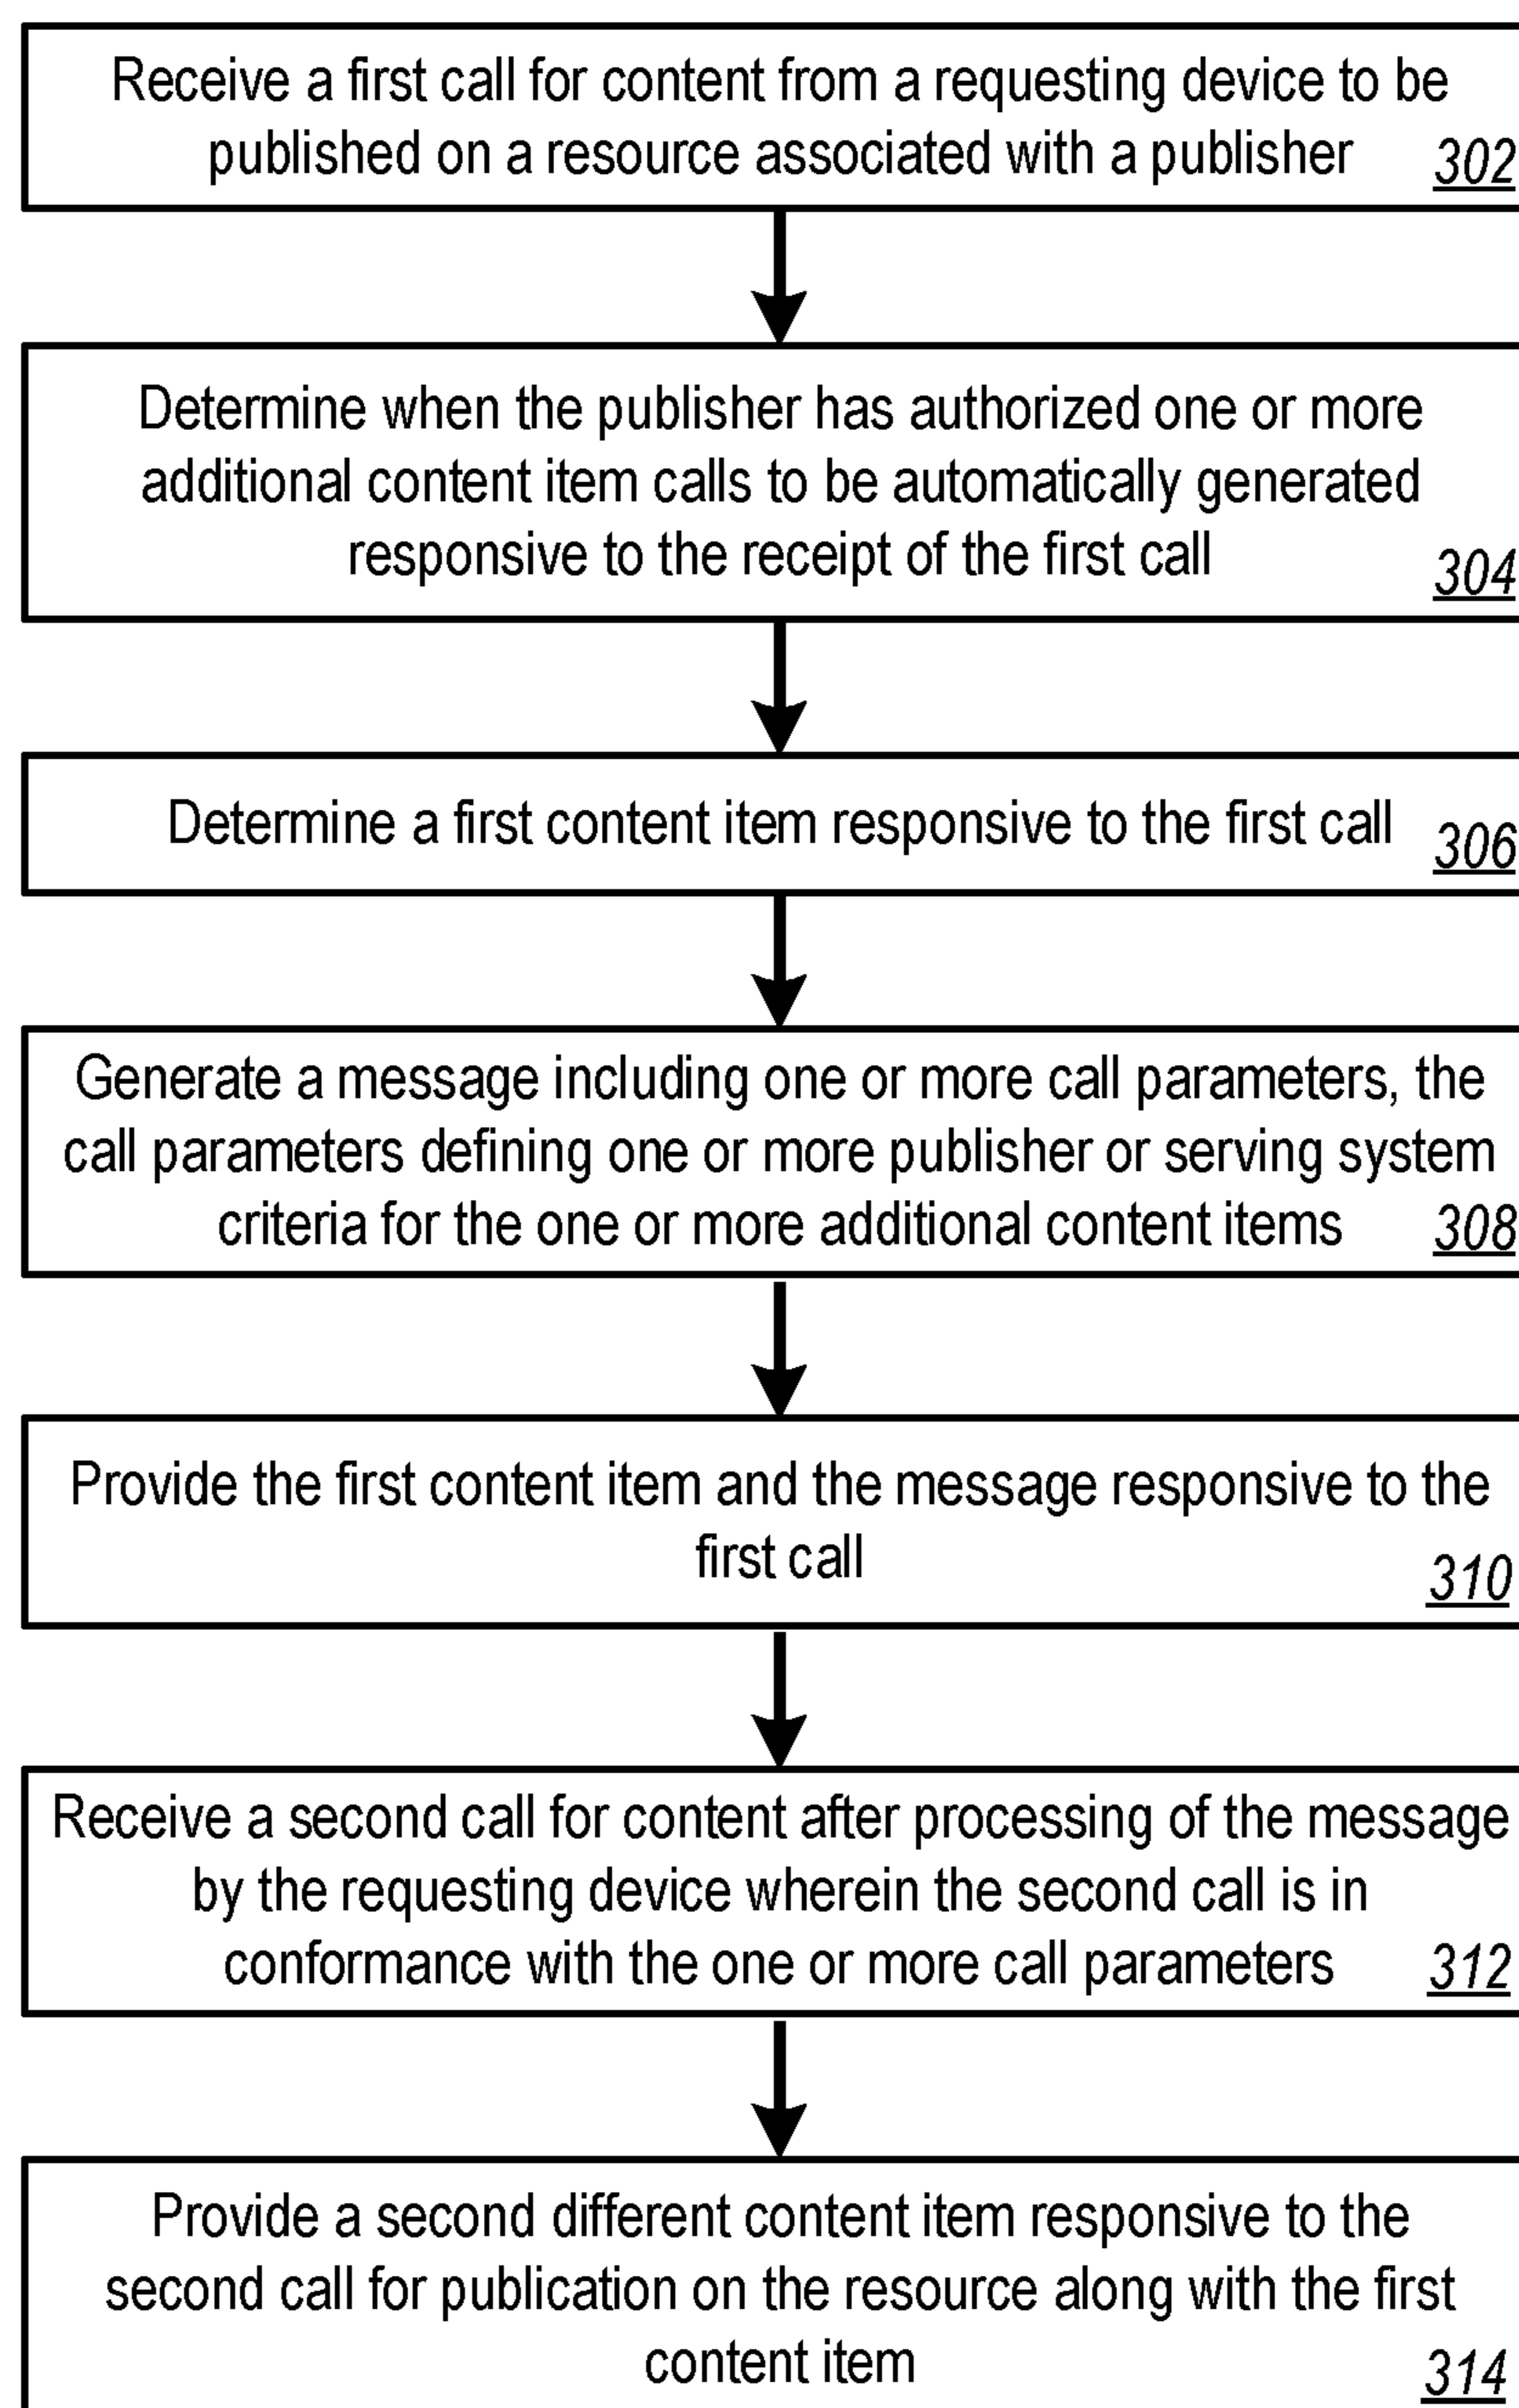 Receive a first call for content from a requesting device to be
published on a resource associated with a publisher 302
Determine when the publisher has authorized one or more
additional content item calls to be automatically generated
responsive to the receipt of the first call 304
Determine a first content item responsive to the first call 306
Generate a message including one or more call parameters, the
call parameters defining one or more publisher or serving system
criteria for the one or more additional content items 308
Provide the first content item and the message responsive to the
first call 310
Receive a second call for content after processing of the message
by the requesting device wherein the second call is in
conformance with the one or more call parameters 312
Provide a second different content item responsive to the
second call for publication on the resource along with the first
content item 314